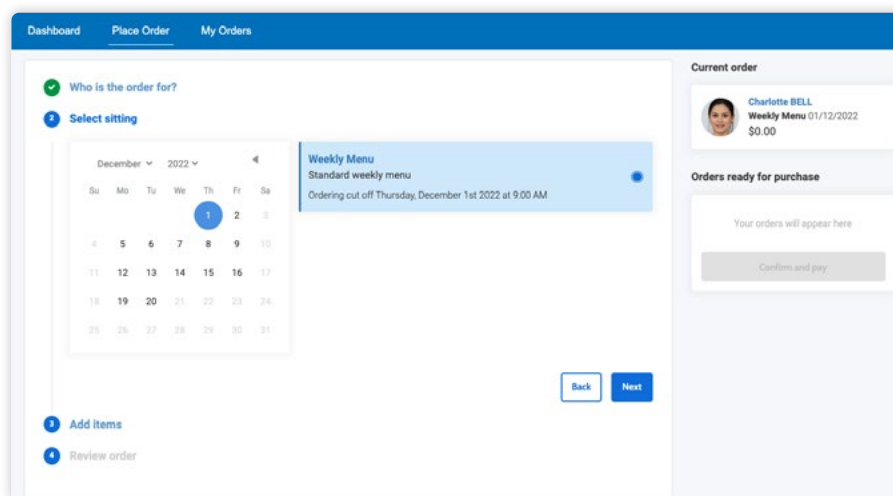 Dashboard Place Order My Orders
Who is the order for?
2 Select sitting
December 2022
Su Mo Tu We Th Fr Sa
1 2 3
4 5 6 7 8 9 10
11 12 13 14 15 16 17
18 19 20 21 22 23 24
25 26 27 28 29 30 31
Weekly Menu
Standard weekly menu
Ordering cut off Thursday, December 1st 2022 at 9:00 AM
Back Next
3 Add items
4 Review order
Current order
Charlotte BELL
Weekly Menu 01/12/2022
$0.00
Orders ready for purchase
Your orders will appear here
Confirm and pay